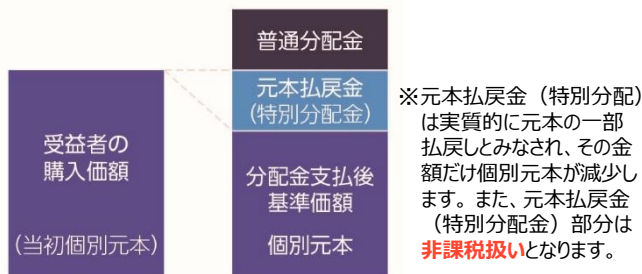 普通分配金
元本払戻金
(特別分配金)
受益者の
購入価額
(当初個別元本)
分配金支払後
基準価額
個別元本
※元本払戻金（特別分配）
は実質的に元本の一部
払戻しとみなされ、その金
額だけ個別元本が減少し
ます。また、元本払戻金
（特別分配金）部分は
非課税扱いとなります。